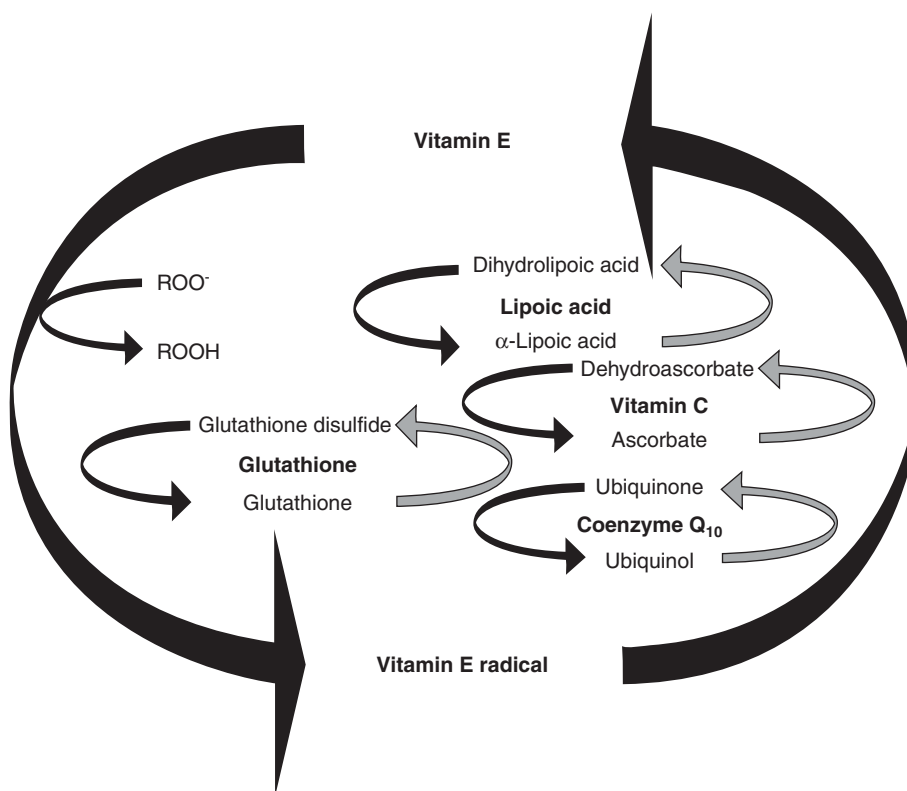 Vitamin E
ROO-
ROOH
Dihydrolipoic acid
Lipoic acid
α-Lipoic acid
Dehydroascorbate
Vitamin C
Ascorbate
Glutathione disulfide
Glutathione
Glutathione
Ubiquinone
Coenzyme Q10
Ubiquinol
Vitamin E radical